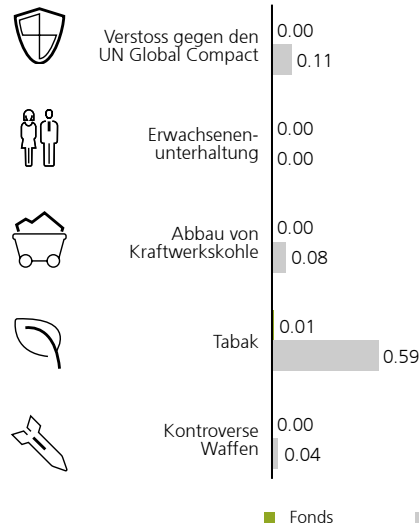 Verstoss gegen den
UN Global Compact
0.00
0.11
Erwachsenen-
unterhaltung
0.00
0.00
Abbau von
Kraftwerkskohle
0.00
0.08
Tabak
0.01
0.59
Kontroverse
Waffen
0.00
0.04
Fonds